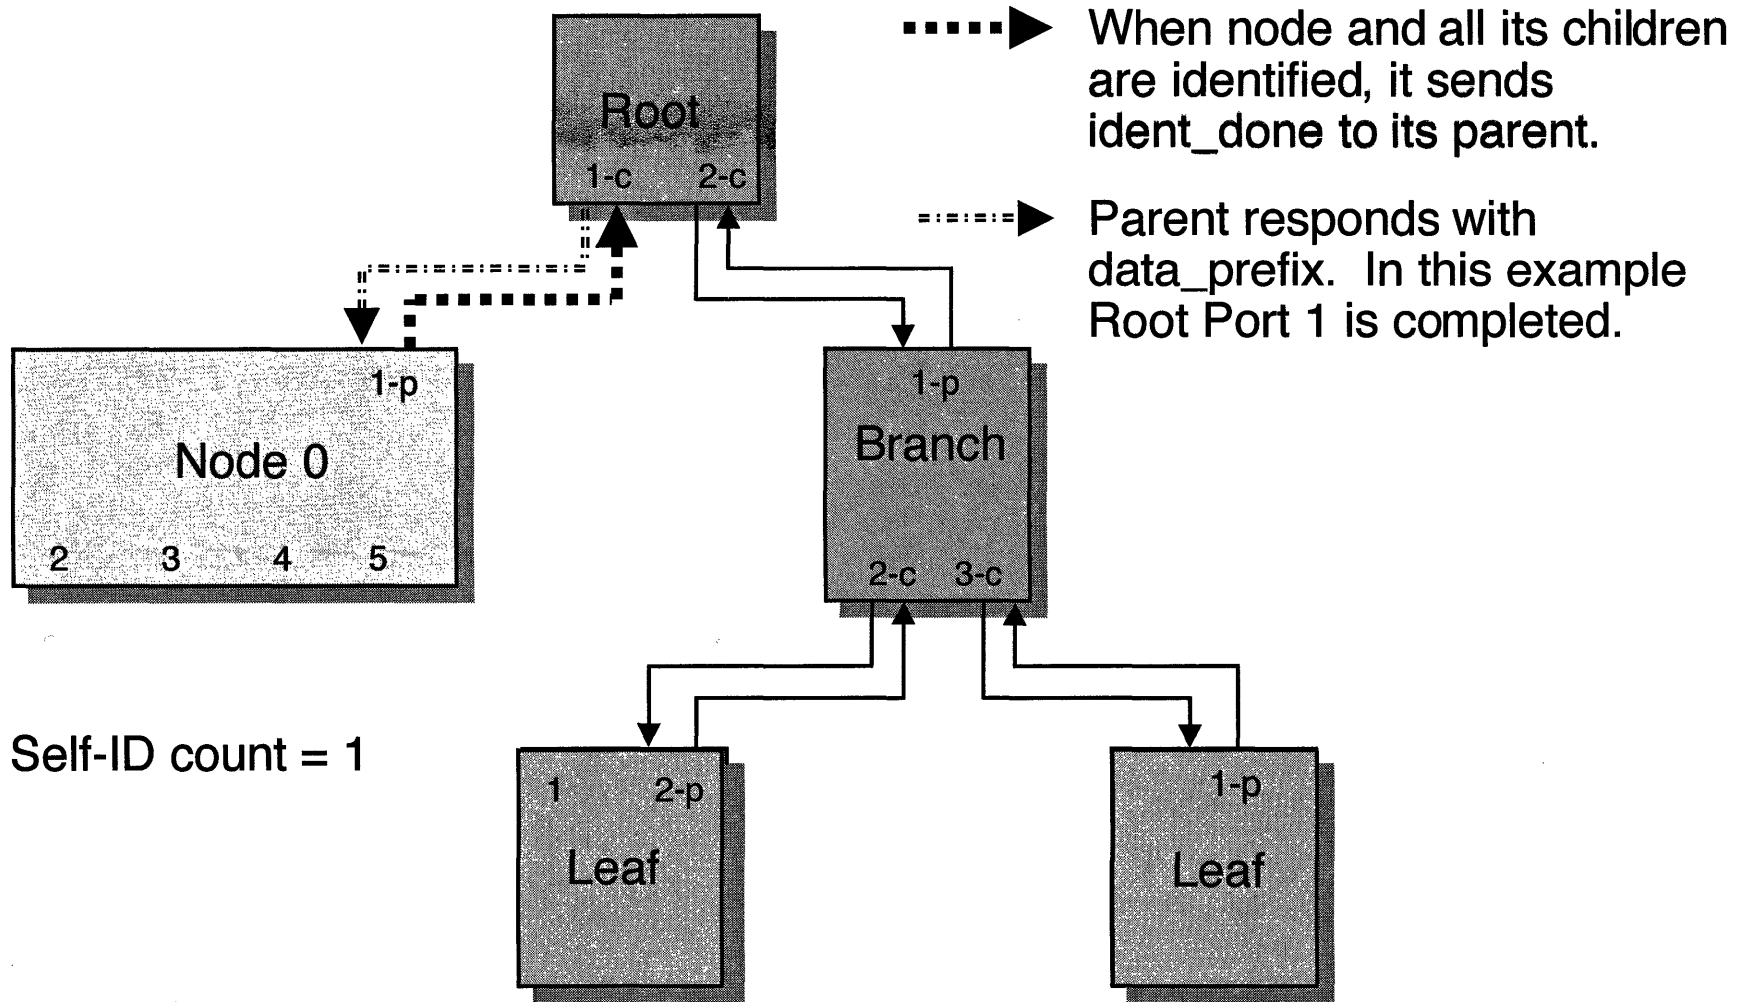 When node and all its children
are identified, it sends
ident_done to its parent.
Root
1-c 2-c
Parent responds with
data_prefix. In this example
Root Port 1 is completed.
1-p
Node 0
2 3 4 5
1-p
Branch
2-c 3-c
Self-ID count = 1
1 2-p
Leaf
1-p
Leaf